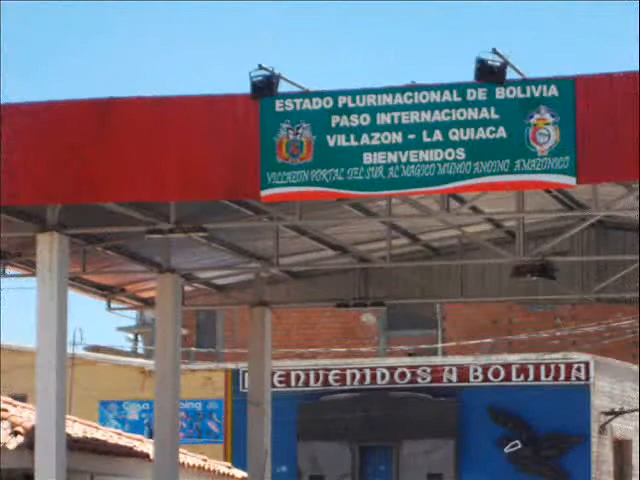 ESTADO PLURINACIONAL DE BOLIVIA
PASO INTERNACIONAL
VILLAZON - LA QUIACA
BIENVENIDOS
VILLAZON PORTAL DEL SUR, AL MAGICO MUNDO ANDINO AMAZONICO
BIENVENIDOS A BOLIVIA
Casa